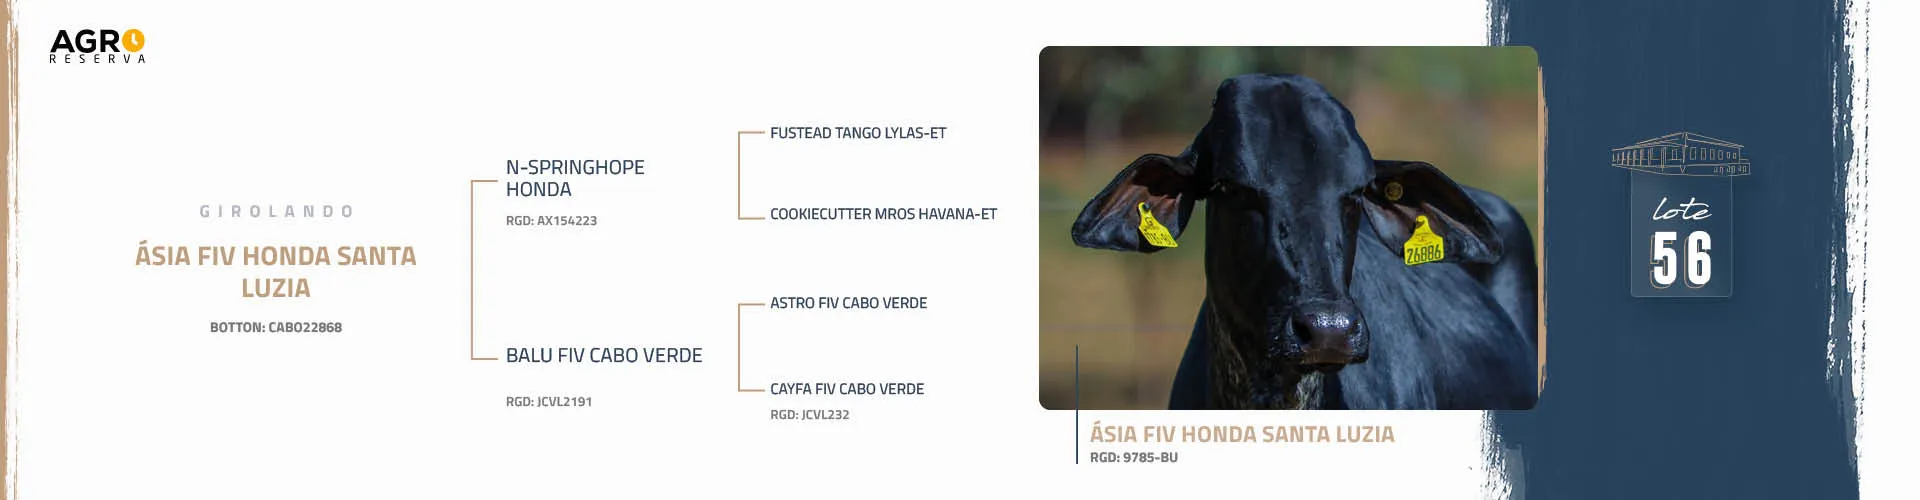 AGRO
RESERVA
GIROLANDO
ÁSIA FIV HONDA SANTA
LUZIA
BOTTON: CABO22868
N-SPRINGHOPE
HONDA
RGD: AX154223
BALU FIV CABO VERDE
RGD: JCVL2191
FUSTEAD TANGO LYLAS-ET
COOKIECUTTER MROS HAVANA-ET
ASTRO FIV CABO VERDE
CAYFA FIV CABO VERDE
RGD: JCVL232
26886
ÁSIA FIV HONDA SANTA LUZIA
RGD: 9785-BU
lote
56